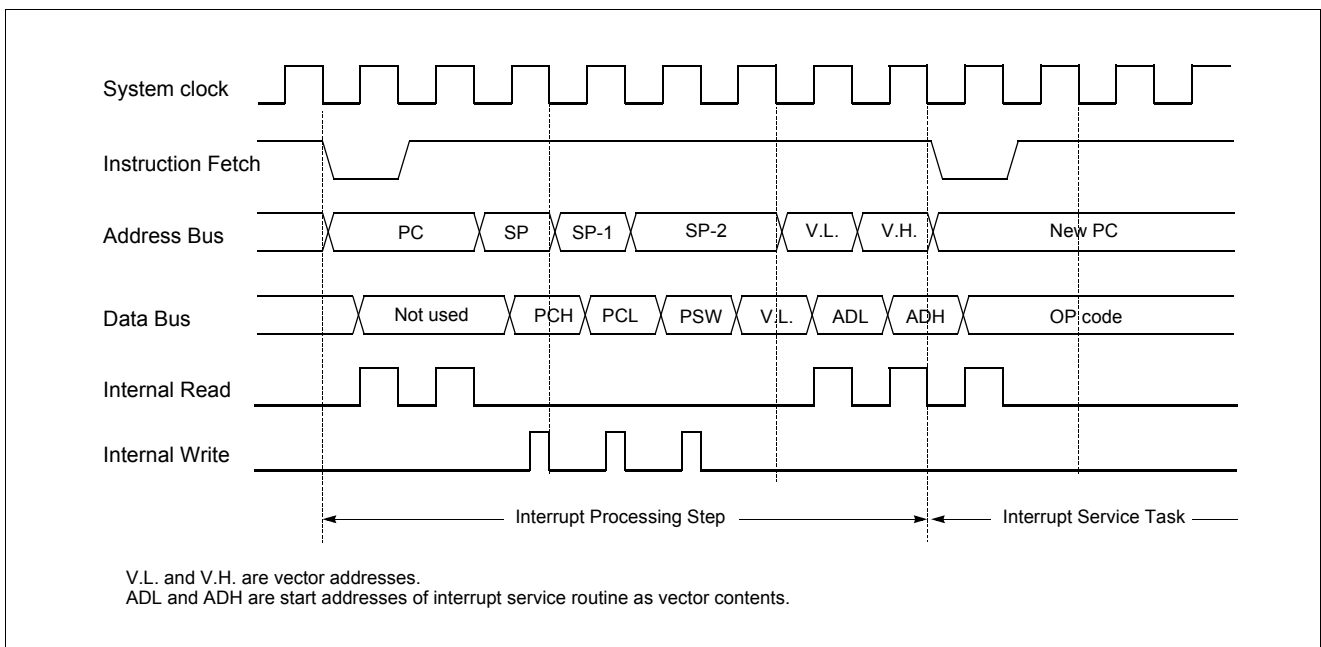 System clock
Instruction Fetch
Address Bus PC SP SP-1 SP-2 V.L. V.H. New PC
Data Bus Not used PCH PCL PSW V.L. ADL ADH OP code
Internal Read
Internal Write
Interrupt Processing Step Interrupt Service Task
V.L. and V.H. are vector addresses.
ADL and ADH are start addresses of interrupt service routine as vector contents.